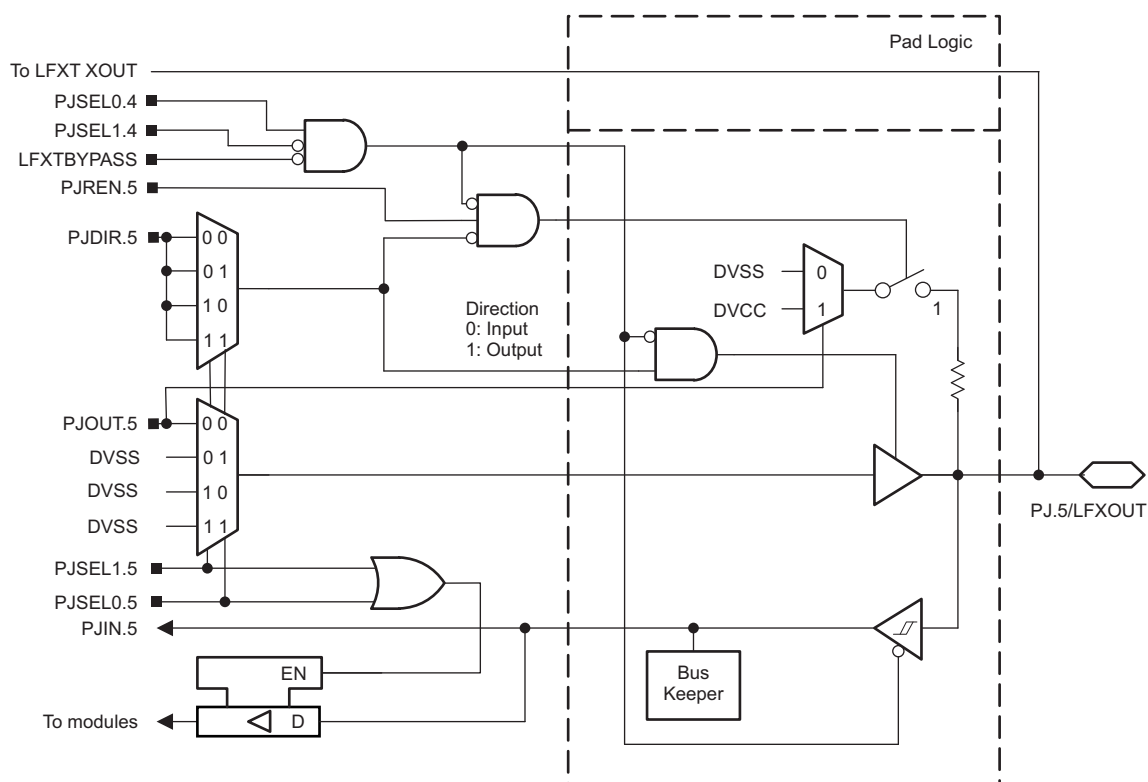 Pad Logic
To LFXT XOUT
PJSEL0.4
PJSEL1.4
LFXTBYPASS
PJREN.5
PJDIR.5
0 0
0 1
1 0
1 1
Direction
0: Input
1: Output
DVSS
0
DVCC
1
1
PJOUT.5
0 0
DVSS
0 1
DVSS
1 0
DVSS
1 1
PJ.5/LFXOUT
PJSEL1.5
PJSEL0.5
PJIN.5
Bus
Keeper
EN
To modules
D